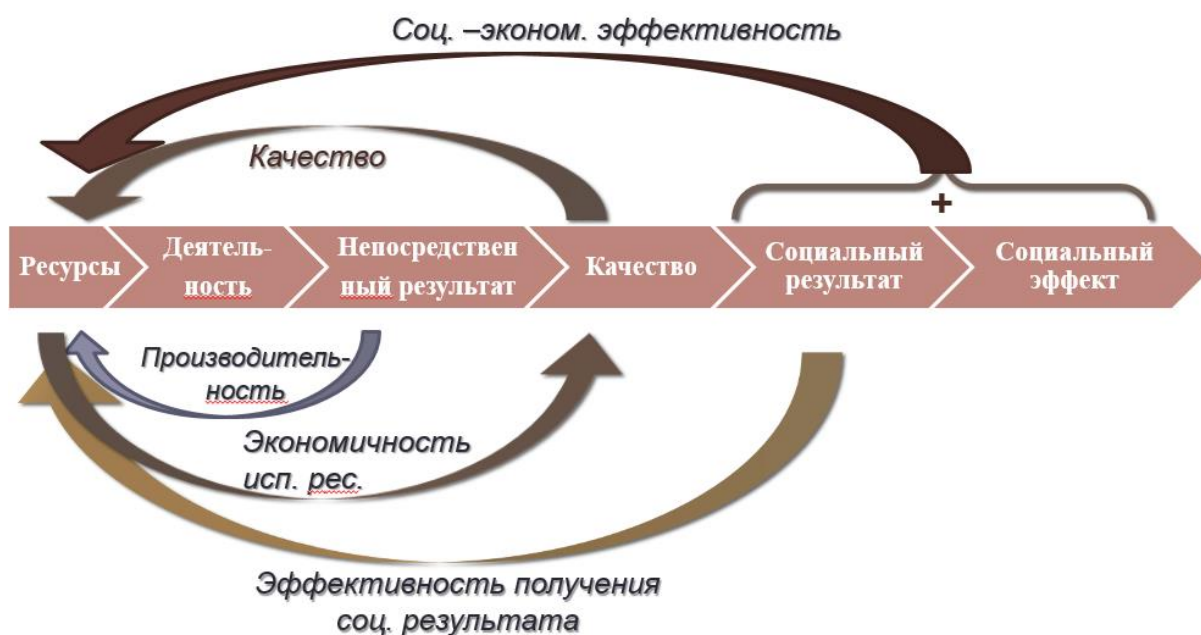 Соц. –эконом. эффективность
Качество
+
Ресурсы
Деятель-
ность
Непосредствен
ный результат
Качество
Социальный
результат
Социальный
эффект
Производитель-
ность
Экономичность
исп. рес.
Эффективность получения
соц. результата